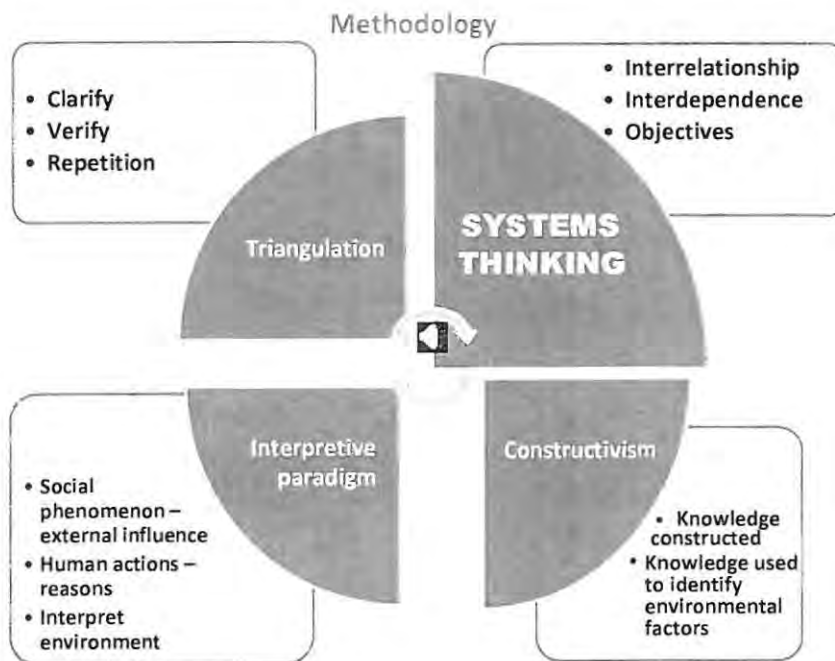 Methodology
• Clarify
• Verify
• Repetition
• Interrelationship
• Interdependence
• Objectives
Triangulation
SYSTEMS
THINKING
Interpretive
paradigm
Constructivism
• Social
phenomenon –
external influence
• Human actions –
reasons
• Interpret
environment
• Knowledge
constructed
• Knowledge used
to identify
environmental
factors